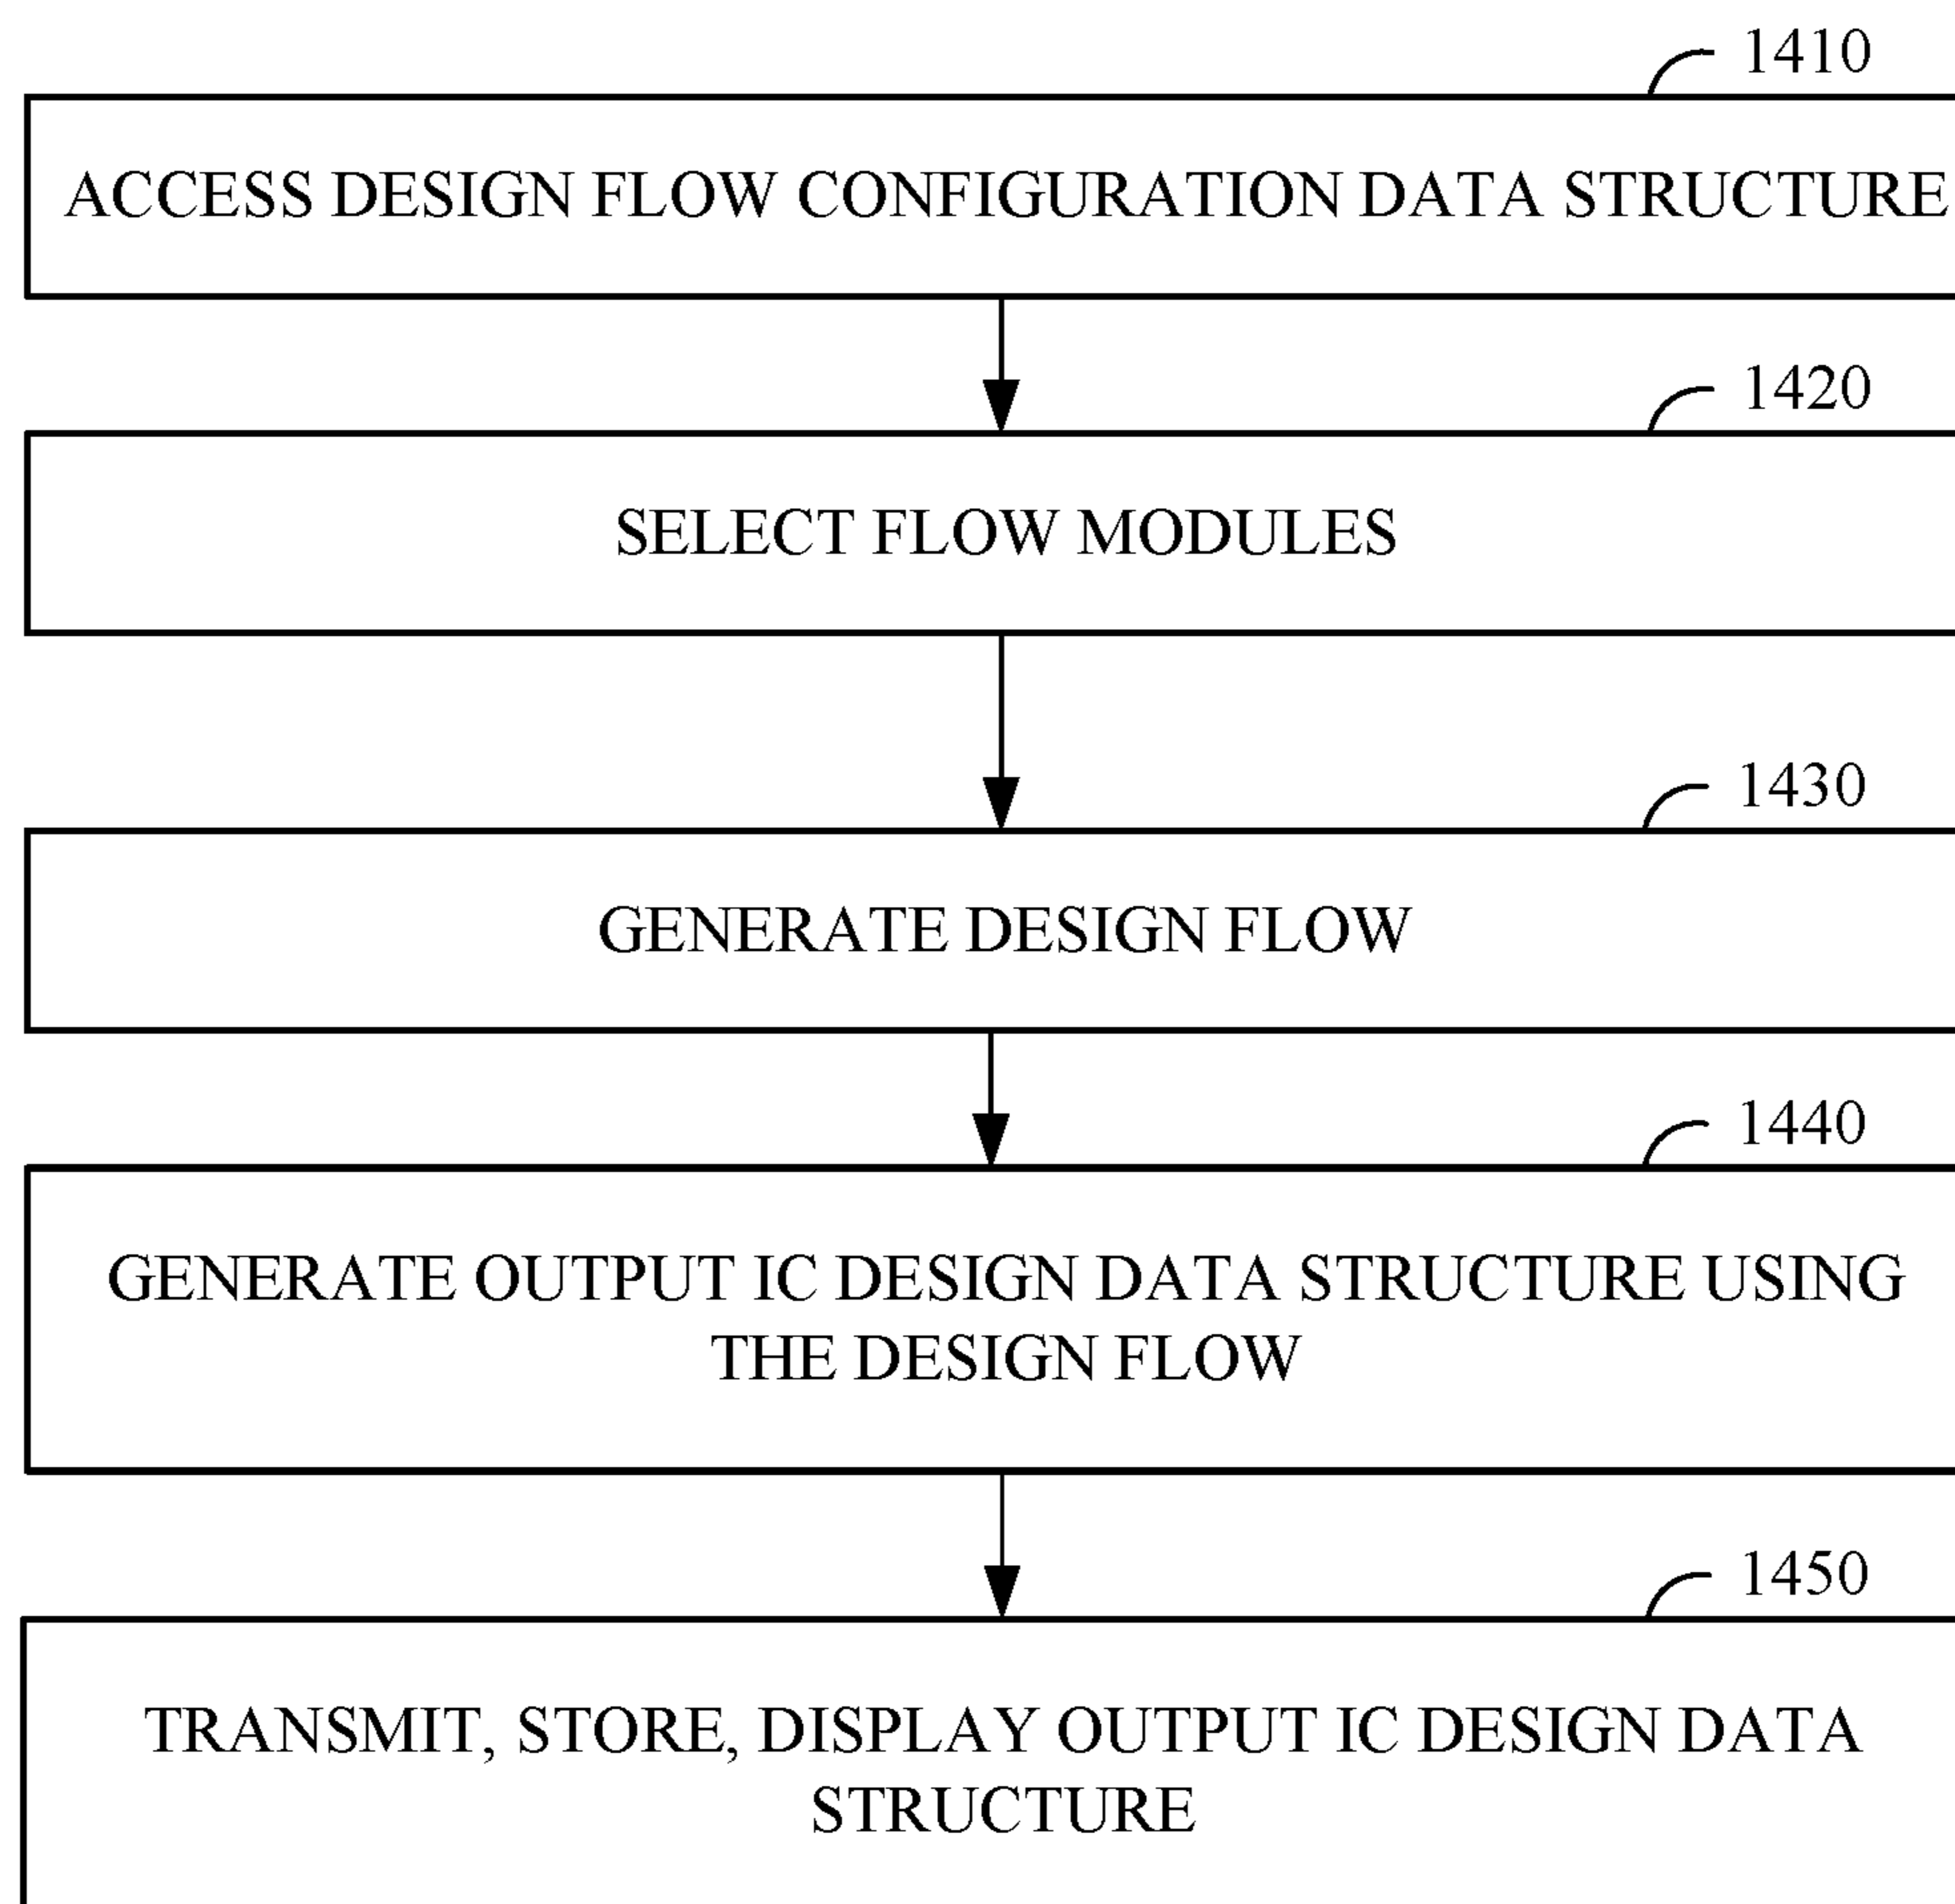 1410
ACCESS DESIGN FLOW CONFIGURATION DATA STRUCTURE
1420
SELECT FLOW MODULES
1430
GENERATE DESIGN FLOW
1440
GENERATE OUTPUT IC DESIGN DATA STRUCTURE USING
THE DESIGN FLOW
1450
TRANSMIT, STORE, DISPLAY OUTPUT IC DESIGN DATA
STRUCTURE